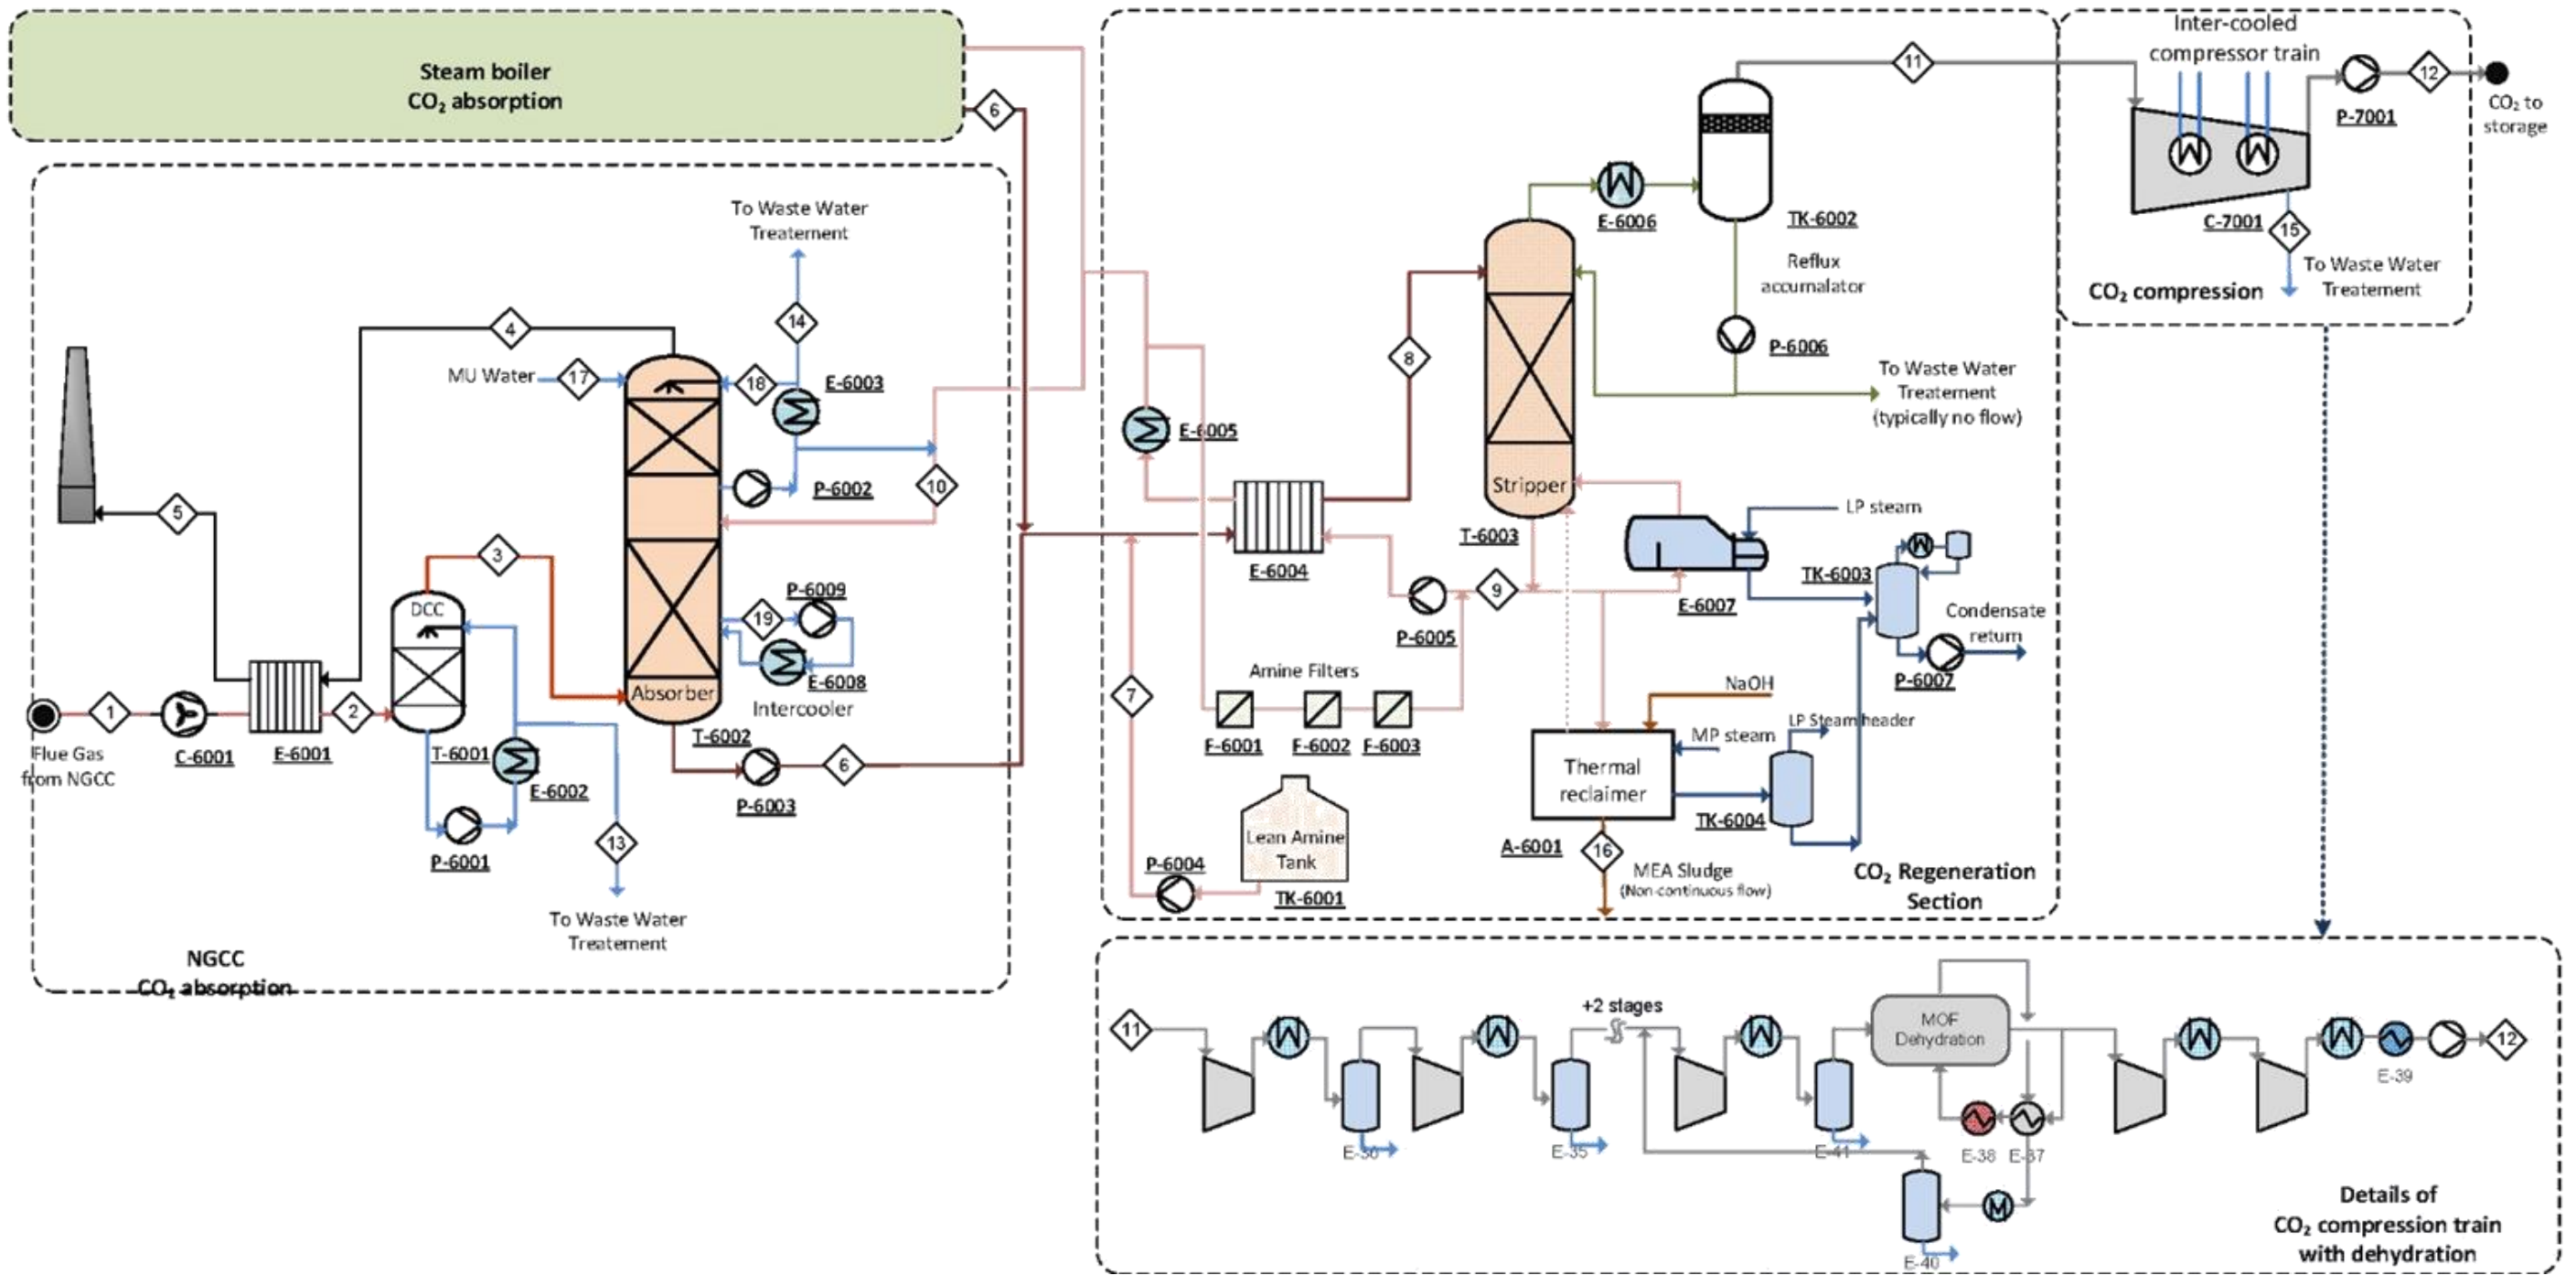 Steam boiler
CO₂ absorption
6
To Waste Water
Treatement
14
4
MU Water
17
18
E-6003
P-6002
10
5
3
DCC
P-6009
19
E-6008
Intercooler
Absorber
T-6002
1
2
Flue Gas
from NGCC
C-6001
E-6001
T-6001
E-6002
P-6001
P-6003
6
13
To Waste Water
Treatement
NGCC
CO₂ absorption
11
E-6006
TK-6002
Reflux
accumalator
P-6006
To Waste Water
Treatement
(typically no flow)
8
E-6005
Stripper
T-6003
E-6004
LP steam
TK-6003
E-6007
Condensate
return
P-6007
9
P-6005
Amine Filters
F-6001
F-6002
F-6003
7
NaOH
LP Steam header
MP steam
Thermal
reclaimer
TK-6004
A-6001
16
MEA Sludge
(Non-continuous flow)
Lean Amine
Tank
P-6004
TK-6001
CO₂ Regeneration
Section
Inter-cooled
compressor train
12
P-7001
CO₂ to
storage
C-7001
15
To Waste Water
Treatement
CO₂ compression
11
+2 stages
MOF
Dehydration
E-30
E-35
E-41
E-38
E-37
E-39
12
E-40
Details of
CO₂ compression train
with dehydration